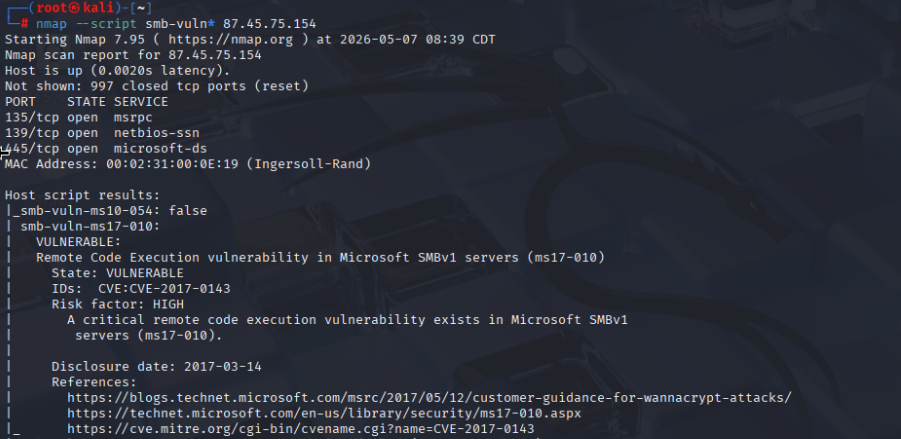 ┌──(root㉿kali)-[~]
└─# nmap --script smb-vuln* 87.45.75.154
Starting Nmap 7.95 ( https://nmap.org ) at 2026-05-07 08:39 CDT
Nmap scan report for 87.45.75.154
Host is up (0.0020s latency).
Not shown: 997 closed tcp ports (reset)
PORT    STATE SERVICE
135/tcp open  msrpc
139/tcp open  netbios-ssn
445/tcp open  microsoft-ds
MAC Address: 00:02:31:00:0E:19 (Ingersoll-Rand)

Host script results:
|_smb-vuln-ms10-054: false
| smb-vuln-ms17-010:
|   VULNERABLE:
|   Remote Code Execution vulnerability in Microsoft SMBv1 servers (ms17-010)
|     State: VULNERABLE
|     IDs:  CVE:CVE-2017-0143
|     Risk factor: HIGH
|       A critical remote code execution vulnerability exists in Microsoft SMBv1
|        servers (ms17-010).
|
|     Disclosure date: 2017-03-14
|     References:
|       https://blogs.technet.microsoft.com/msrc/2017/05/12/customer-guidance-for-wannacrypt-attacks/
|       https://technet.microsoft.com/en-us/library/security/ms17-010.aspx
|_      https://cve.mitre.org/cgi-bin/cvename.cgi?name=CVE-2017-0143